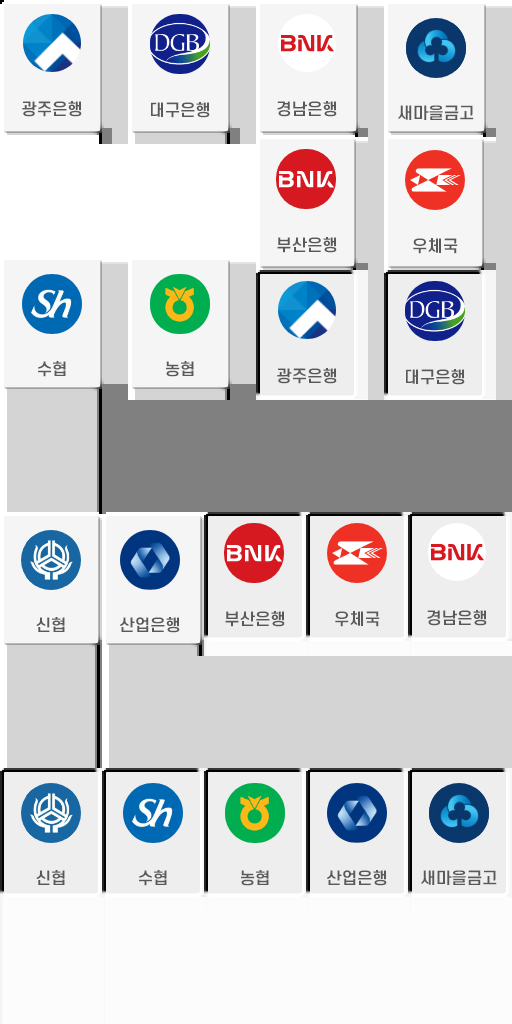 DGB
BNK
광주은행
대구은행
경남은행
새마을금고
BNK
부산은행
우체국
Sh
DGB
수협
농협
광주은행
대구은행
BNK
BNK
신협
산업은행
부산은행
우체국
경남은행
Sh
신협
수협
농협
산업은행
새마을금고